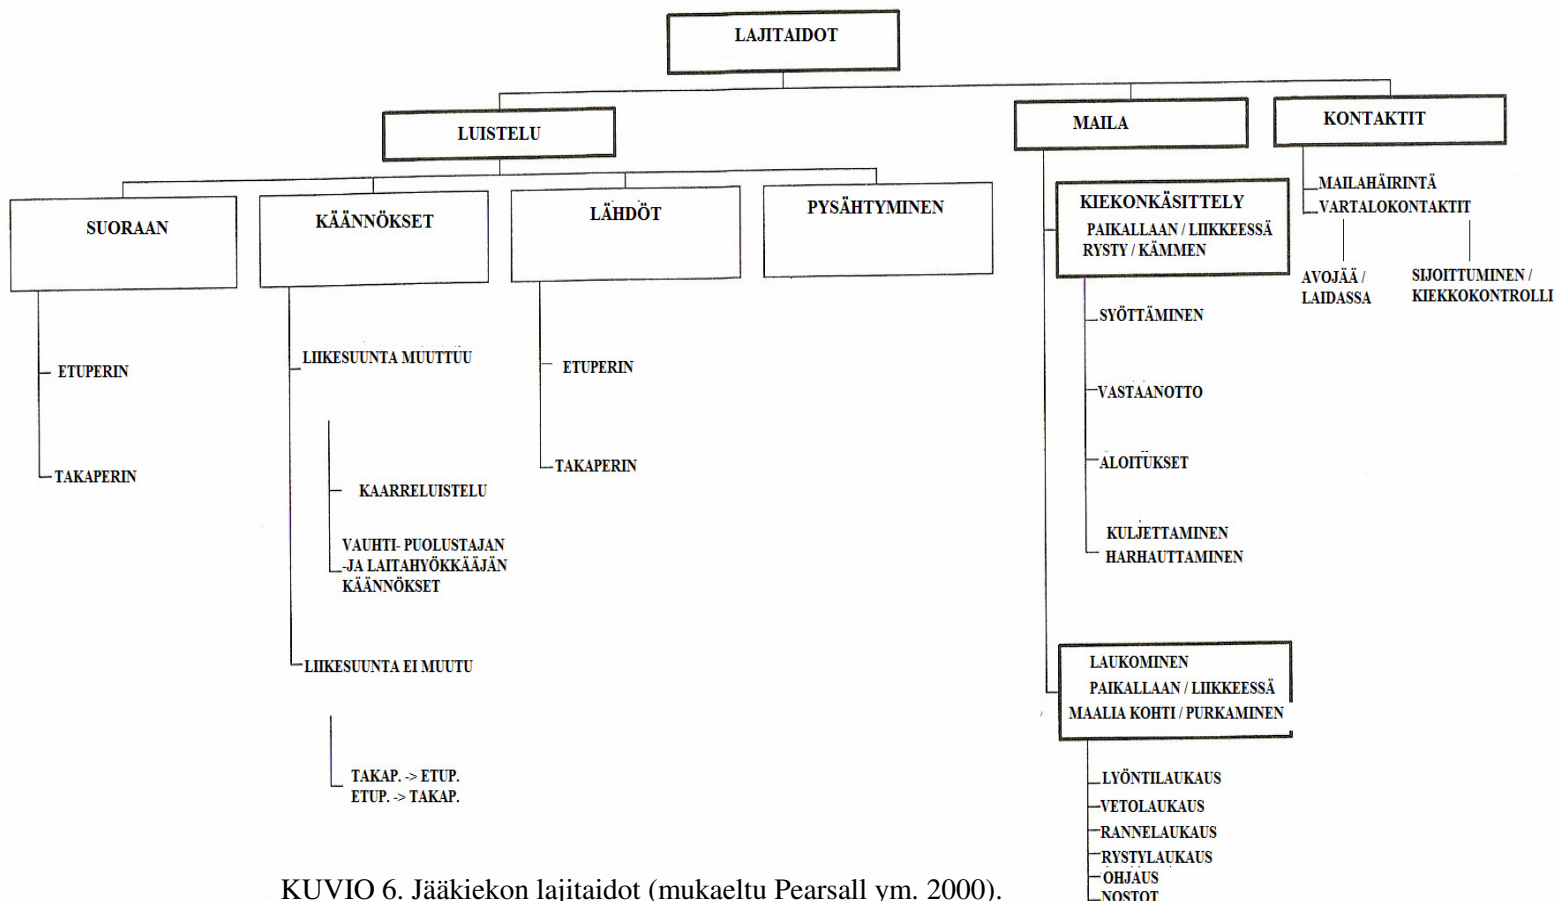 LAJITAIDOT
LUISTELU
MAILA
KONTAKTIT
SUORAAN
KÄÄNNÖKSET
LÄHDÖT
PYSÄHTYMINEN
ETUPERIN
TAKAPERIN
LIIKESUUNTA MUUTTUU
KAARRELUISTELU
VAUHTI- PUOLUSTAJAN
-JA LAITAHYÖKKÄÄJÄN
KÄÄNNÖKSET
LIIKESUUNTA EI MUUTU
TAKAP. -> ETUP.
ETUP. -> TAKAP.
ETUPERIN
TAKAPERIN
KIEKONKÄSITTELY
PAIKALLAAN / LIIKKEESSÄ
RYSTY / KÄMMEN
SYÖTTÄMINEN
VASTAANOTTO
ALOITUKSET
KULJETTAMINEN
HARHAUTTAMINEN
LAUKOMINEN
PAIKALLAAN / LIIKKEESSÄ
MAALIA KOHTI / PURKAMINEN
LYÖNTILAUKAUS
VETOLAUKAUS
RANNELAUKAUS
RYSTYLAUKAUS
OHJAUS
NOSTOT
MAILAHÄIRINTÄ
VARTALOKONTAKTIT
AVOJÄÄ /
LAIDASSA
SIJOITTUMINEN /
KIEKKOKONTROLLI
KUVIO 6. Jääkiekon lajitaidot (mukaeltu Pearsall ym. 2000).